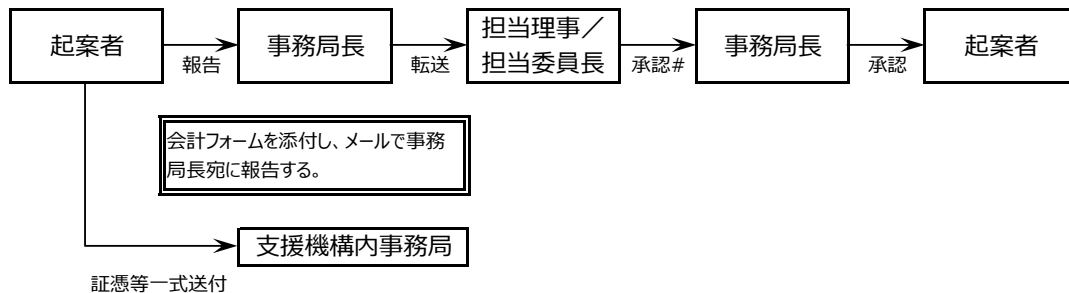 起案者
報告
事務局長
転送
担当理事／
担当委員長
承認#
事務局長
承認
起案者
会計フォームを添付し、メールで事務
局長宛に報告する。
支援機構内事務局
証憑等一式送付